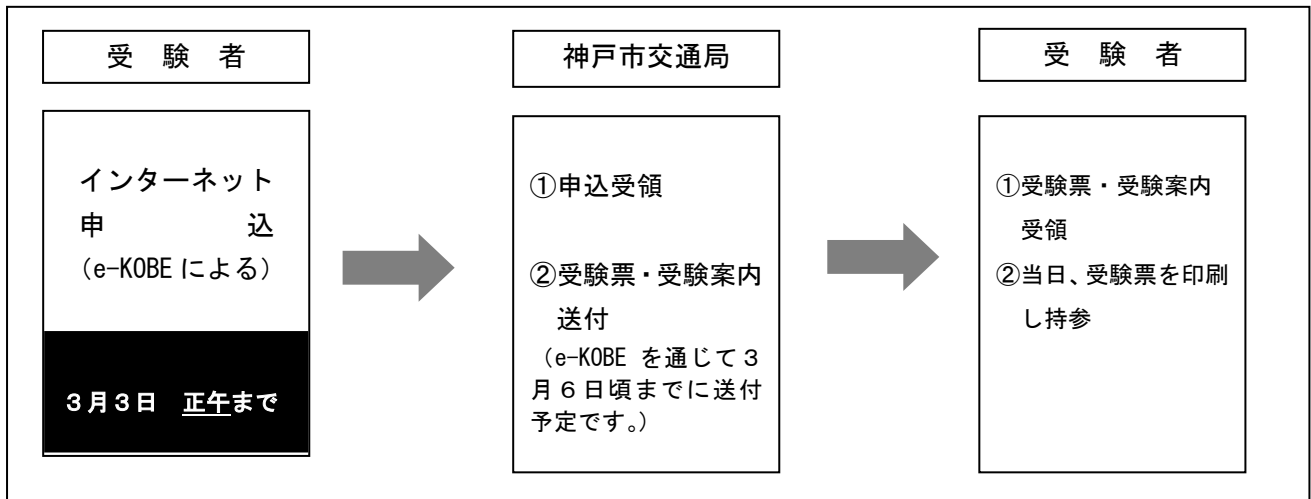 受 験 者
インターネット
申 込
(e-KOBE による)
3月3日 正午まで
神戸市交通局
①申込受領
②受験票・受験案内
送付
(e-KOBE を通じて3
月6日頃までに送付
予定です。)
受 験 者
①受験票・受験案内
受領
②当日、受験票を印刷
し持参